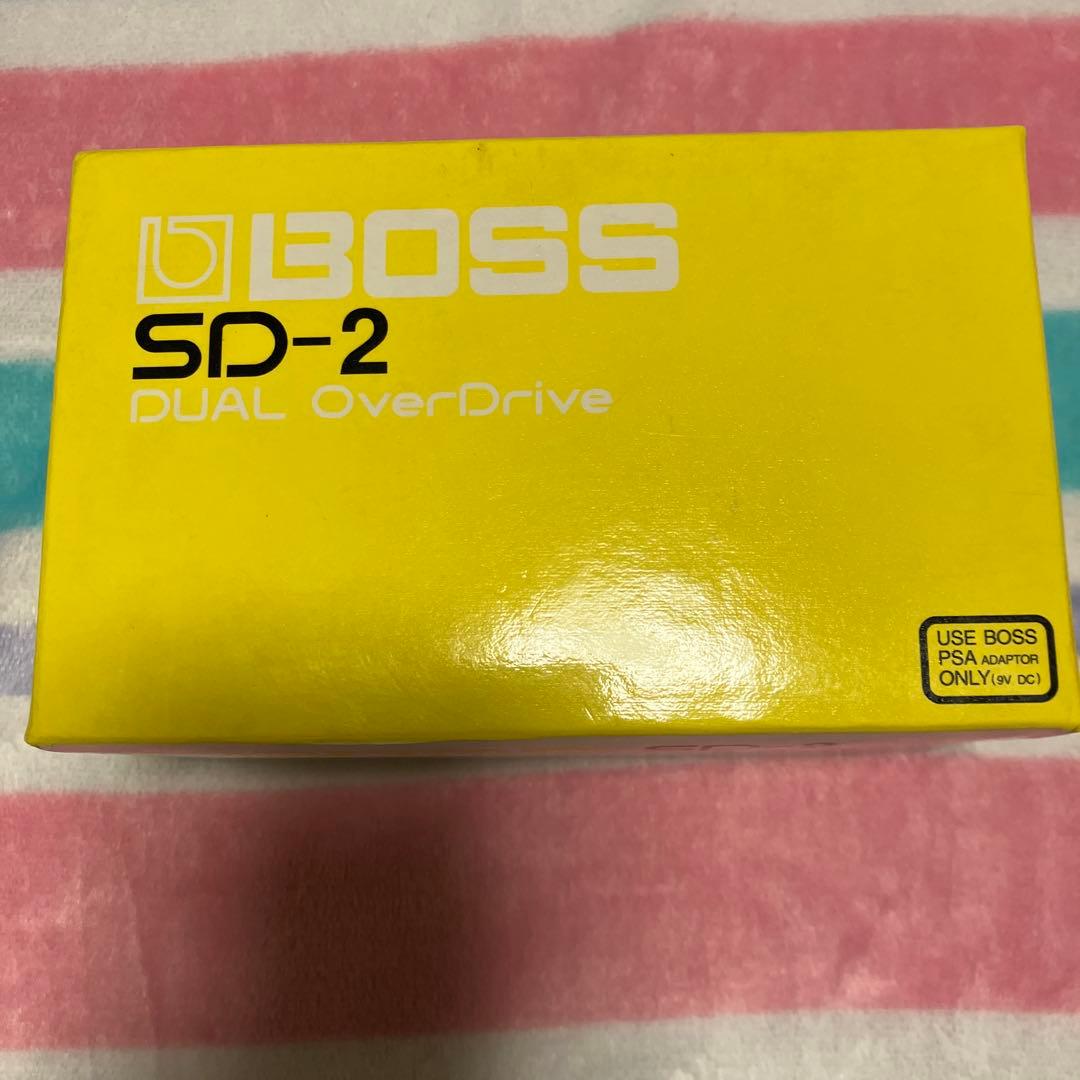 BOSS
SD-2
DUAL OverDrive
USE BOSS
PSA ADAPTOR
ONLY(9V DC)